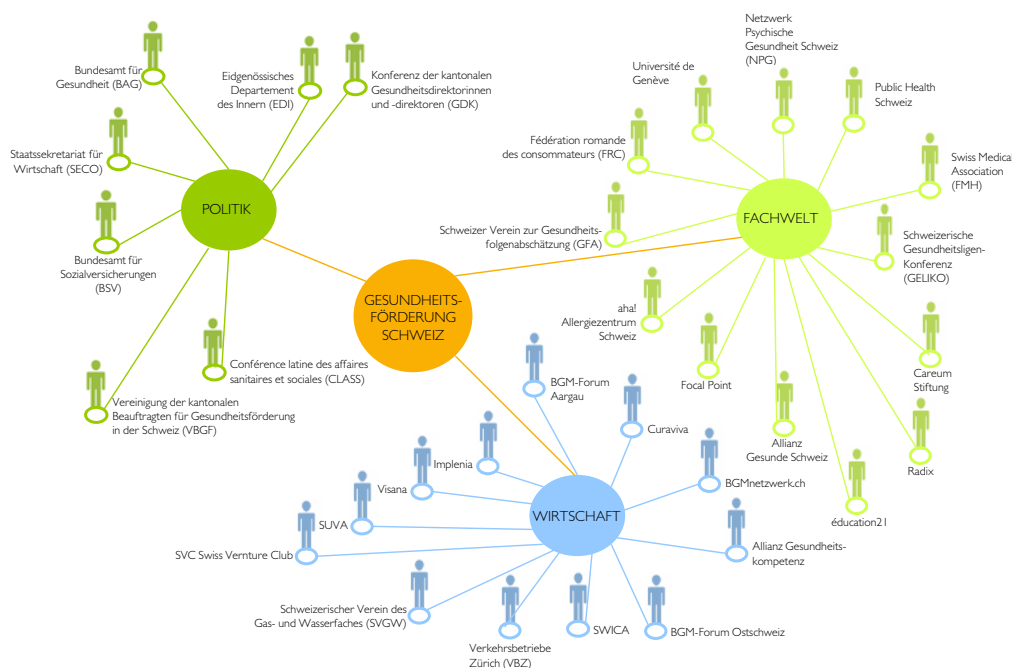 Bundesamt für
Gesundheit (BAG)
Eidgenössisches
Departement
des Innern (EDI)
Konferenz der kantonalen
Gesundheitsdirektorinnen
und -direktoren (GDK)
Staatssekretariat für
Wirtschaft (SECO)
POLITIK
Bundesamt für
Sozialversicherungen
(BSV)
Conférence latine des affaires
sanitaires et sociales (CLASS)
Vereinigung der kantonalen
Beauftragten für Gesundheitsförderung
in der Schweiz (VBGF)
GESUNDHEITS-
FÖRDERUNG
SCHWEIZ
Netzwerk
Psychische
Gesundheit Schweiz
(NPG)
Université de
Genève
Public Health
Schweiz
Fédération romande
des consommateurs (FRC)
Swiss Medical
Association
(FMH)
FACHWELT
Schweizer Verein zur Gesundheits-
folgenabschätzung (GFA)
Schweizerische
Gesundheitsligen-
Konferenz
(GELIKO)
aha!
Allergiezentrum
Schweiz
Focal Point
Careum
Stiftung
Allianz
Gesunde Schweiz
Radix
éducation21
BGM-Forum
Aargau
Curaviva
Implenia
Visana
BGMnetzwerk.ch
SUVA
WIRTSCHAFT
SVC Swiss Vernture Club
Allianz Gesundheits-
kompetenz
Schweizerischer Verein des
Gas- und Wasserfaches (SVGW)
Verkehrsbetriebe
Zürich (VBZ)
SWICA
BGM-Forum Ostschweiz